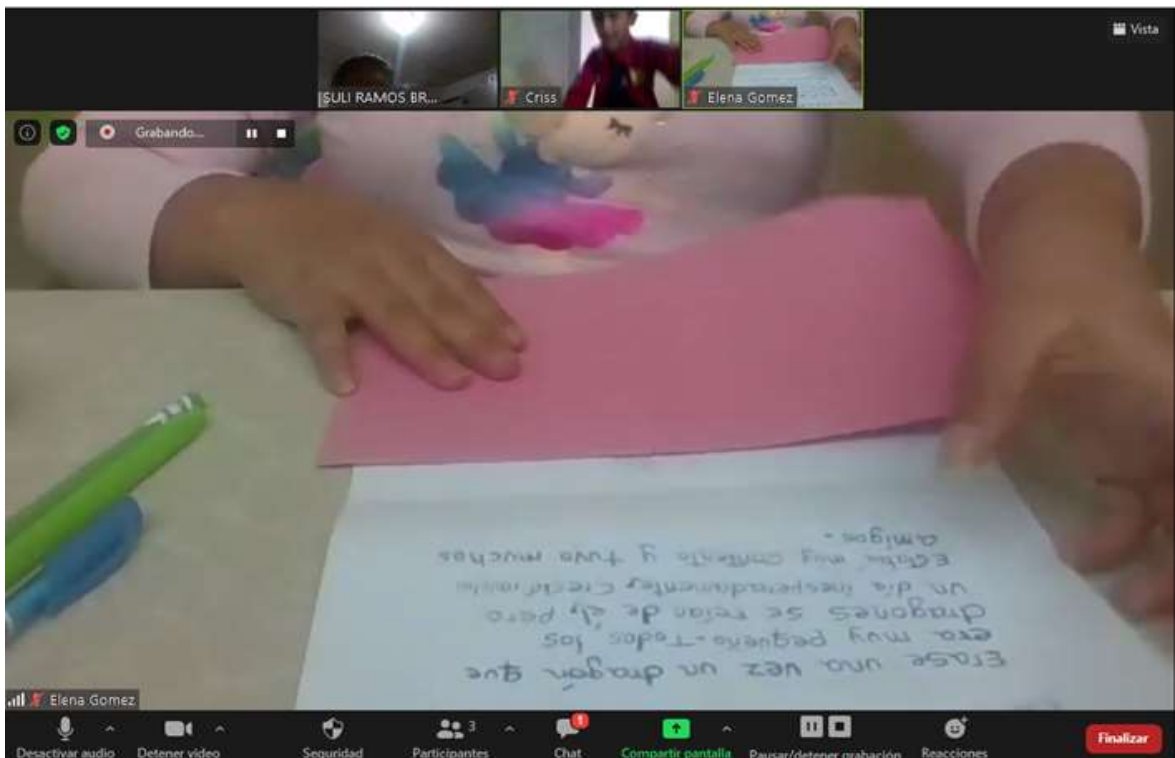 Vista
SULI RAMOS BR...
Criss
Elena Gomez
Grabando...
Erase una vez un dragón que
era muy pequeño. Todos los
dragones se reían de él, pero
un día inesperadamente,
Estaba muy contento y tuvo muchos
amigos.
Elena Gomez
Desactivar audio
Detener video
Seguridad
3
Participantes
1
Chat
Compartir pantalla
Pausar/detener grabación
Reacciones
Finalizar